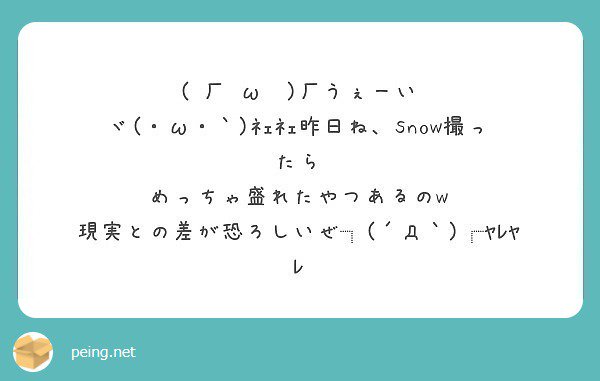 ( 厂 ω　)厂うぇーい
ヾ(・ω・`)ﾈｪﾈｪ昨日ね、snow撮っ
たら
めっちゃ盛れたやつあるのw
現実との差が恐ろしいぜ┓(´Д｀)┏ﾔﾚﾔ
ﾚ
peing.net